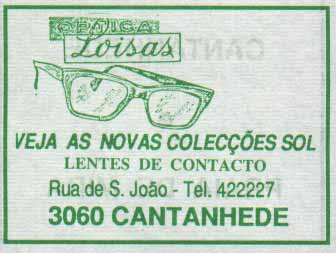 ÓPTICA
Loisas
VEJA AS NOVAS COLECÇÕES SOL
LENTES DE CONTACTO
Rua de S. João - Tel. 422227
3060 CANTANHEDE